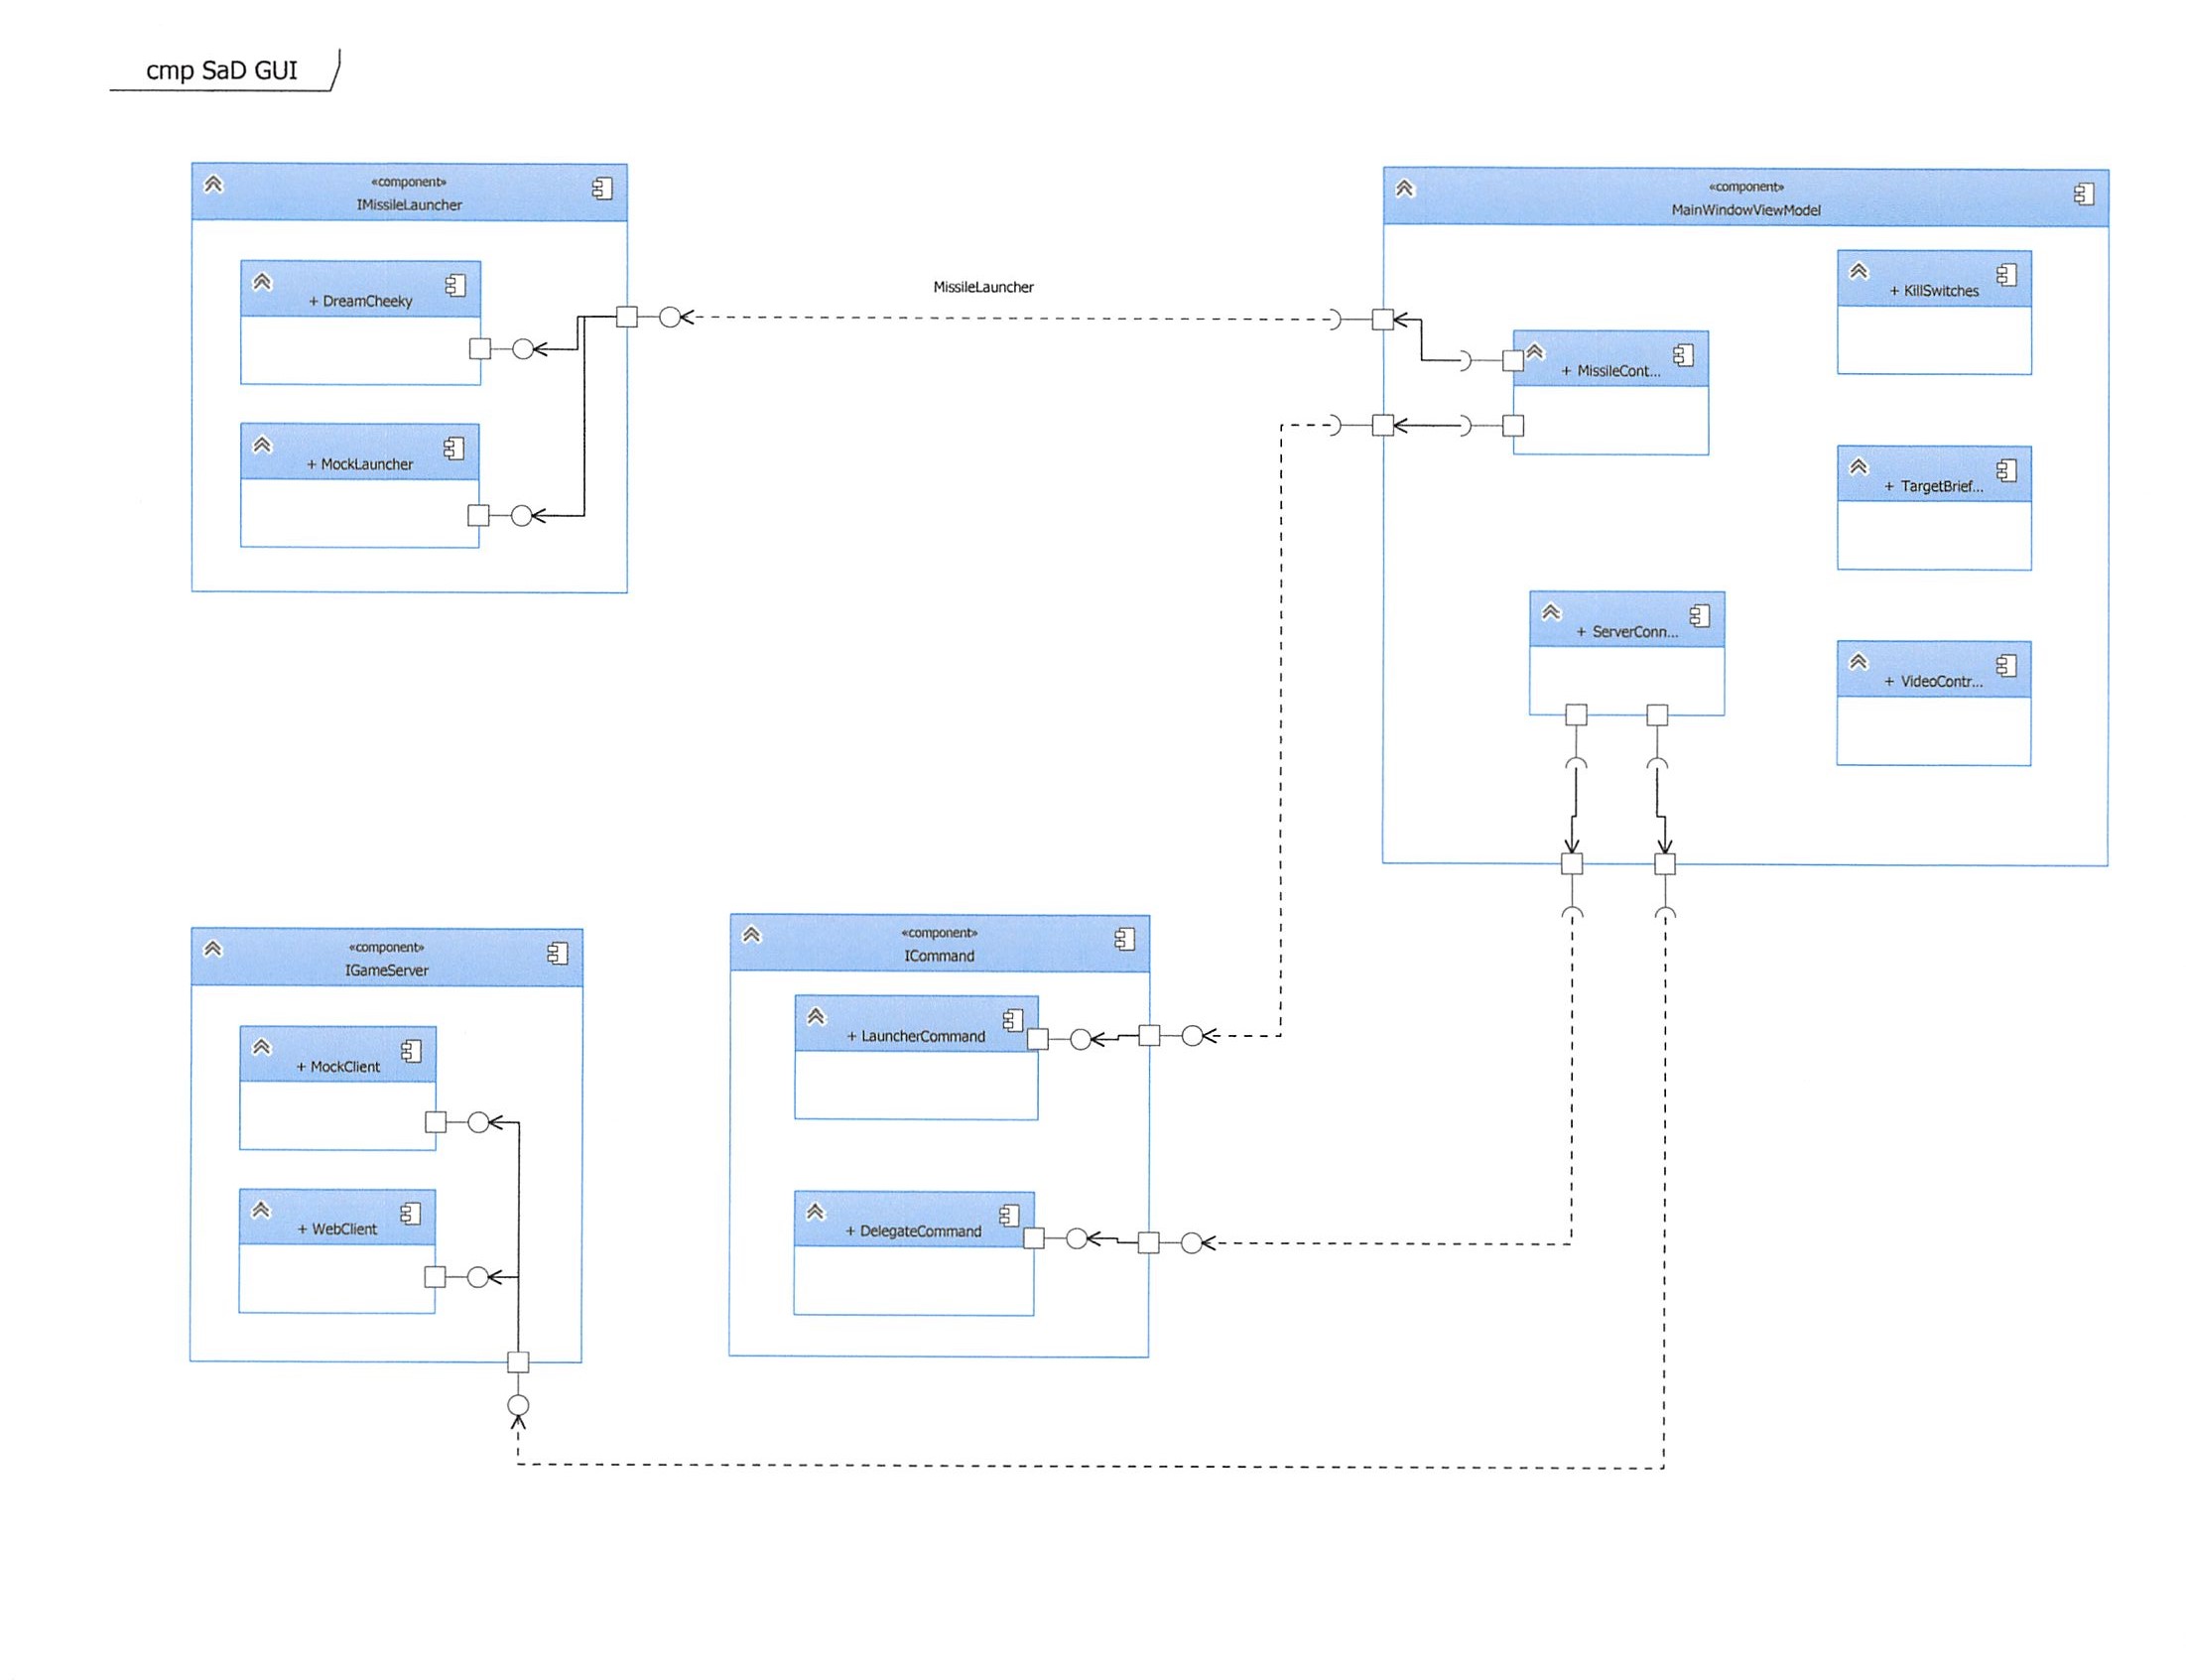 cmp SaD GUI
«component»
IMissileLauncher
+ DreamCheeky
+ MockLauncher
MissileLauncher
«component»
MainWindowViewModel
+ KillSwitches
+ MissileCont...
+ TargetBrief...
+ ServerConn...
+ VideoContr...
«component»
IGameServer
+ MockClient
+ WebClient
«component»
ICommand
+ LauncherCommand
+ DelegateCommand